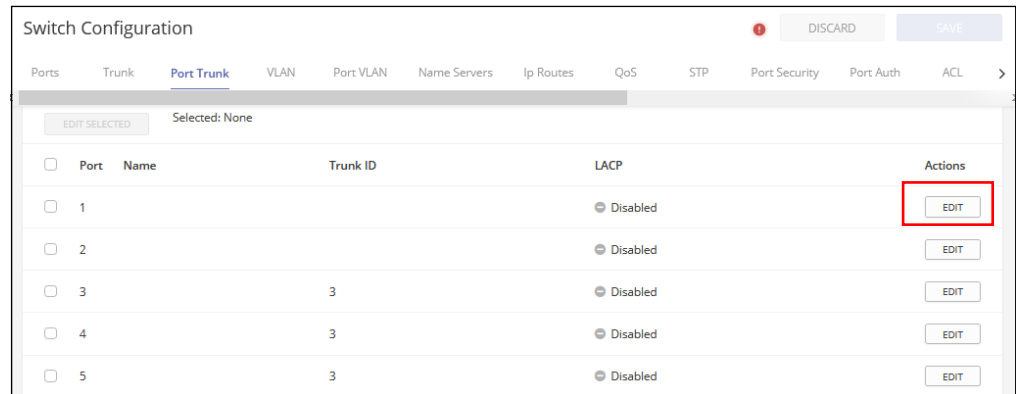 Switch Configuration
! DISCARD SAVE
Ports Trunk Port Trunk VLAN Port VLAN Name Servers Ip Routes QoS STP Port Security Port Auth ACL >
EDIT SELECTED Selected: None
Port Name Trunk ID LACP Actions
1 Disabled EDIT
2 Disabled EDIT
3 3 Disabled EDIT
4 3 Disabled EDIT
5 3 Disabled EDIT